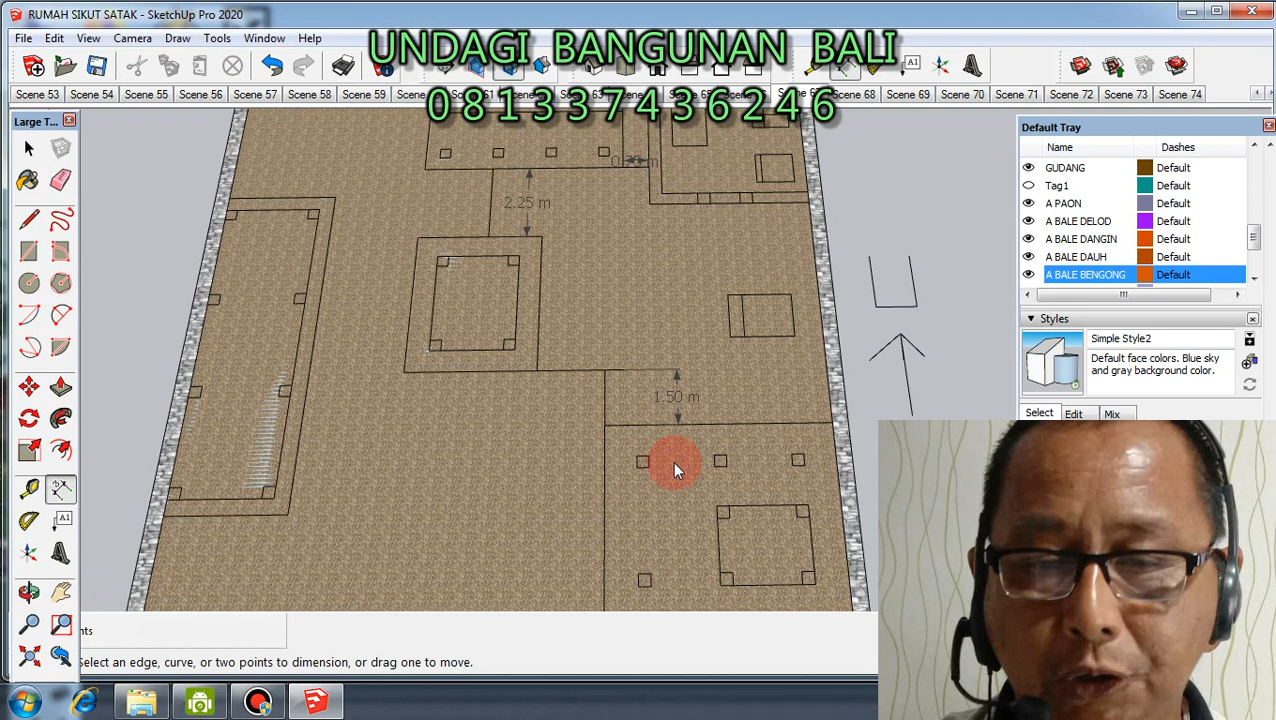 RUMAH SIKUT SATAK - SketchUp Pro 2020
File Edit View Camera Draw Tools Window Help
UNDAGI BANGUNAN BALI
081337436246
Scene 53 Scene 54 Scene 55 Scene 56 Scene 57 Scene 58 Scene 59 Scene 68 Scene 69 Scene 70 Scene 71 Scene 72 Scene 73 Scene 74
Large T...
Default Tray
Name Dashes
GUDANG Default
Tag1 Default
A PAON Default
A BALE DELOD Default
A BALE DANGIN Default
A BALE DAUH Default
A BALE BENGONG Default
Styles
Simple Style2
Default face colors. Blue sky
and gray background color.
Select Edit Mix
A1
A1
2.25 m
1.50 m
nts
Select an edge, curve, or two points to dimension, or drag one to move.